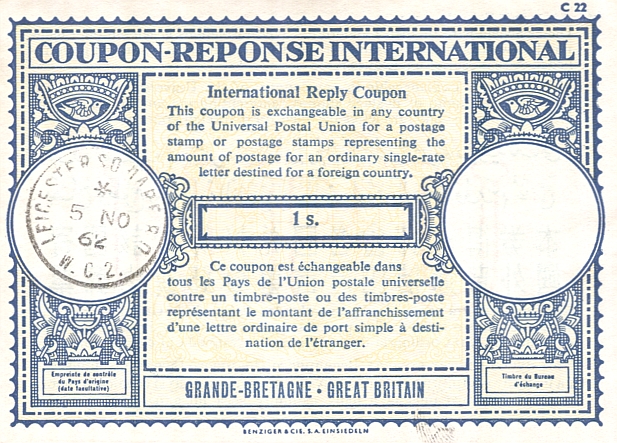 C 22
COUPON-REPONSE INTERNATIONAL
International Reply Coupon
This coupon is exchangeable in any country
of the Universal Postal Union for a postage
stamp or postage stamps representing the
amount of postage for an ordinary single-rate
letter destined for a foreign country.
LEICESTER SQUARE B.O.
5 NO
62
W.C.2.
1 s.
Ce coupon est échangeable dans
tous les Pays de l'Union postale universelle
contre un timbre-poste ou des timbres-poste
représentant le montant de l'affranchissement
d'une lettre ordinaire de port simple à desti-
nation de l'étranger.
Empreinte de contrôle
du Pays d'origine
(date facultative)
Timbre du Bureau
d'échange
GRANDE-BRETAGNE • GREAT BRITAIN
BENZIGER & CIE. S.A. EINSIEDELN